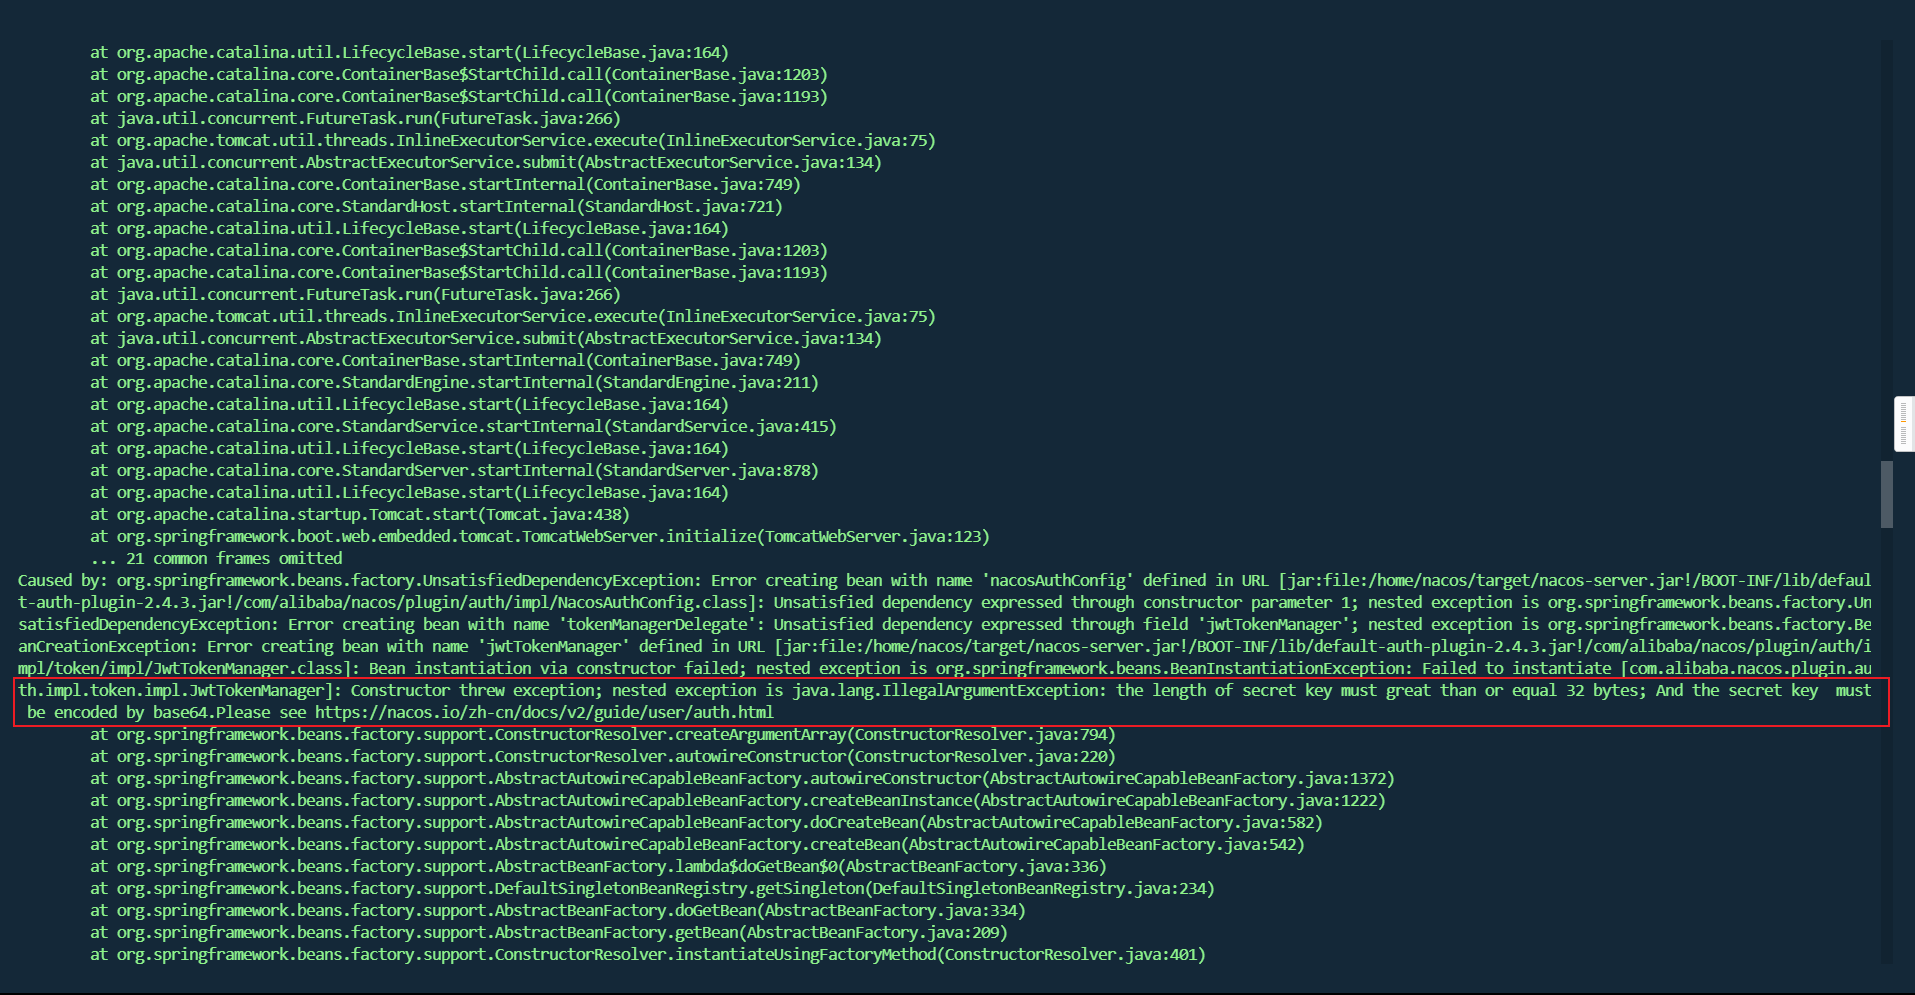 at org.apache.catalina.util.LifecycleBase.start(LifecycleBase.java:164)
at org.apache.catalina.core.ContainerBase$StartChild.call(ContainerBase.java:1203)
at org.apache.catalina.core.ContainerBase$StartChild.call(ContainerBase.java:1193)
at java.util.concurrent.FutureTask.run(FutureTask.java:266)
at org.apache.tomcat.util.threads.InlineExecutorService.execute(InlineExecutorService.java:75)
at java.util.concurrent.AbstractExecutorService.submit(AbstractExecutorService.java:134)
at org.apache.catalina.core.ContainerBase.startInternal(ContainerBase.java:749)
at org.apache.catalina.core.StandardHost.startInternal(StandardHost.java:721)
at org.apache.catalina.util.LifecycleBase.start(LifecycleBase.java:164)
at org.apache.catalina.core.ContainerBase$StartChild.call(ContainerBase.java:1203)
at org.apache.catalina.core.ContainerBase$StartChild.call(ContainerBase.java:1193)
at java.util.concurrent.FutureTask.run(FutureTask.java:266)
at org.apache.tomcat.util.threads.InlineExecutorService.execute(InlineExecutorService.java:75)
at java.util.concurrent.AbstractExecutorService.submit(AbstractExecutorService.java:134)
at org.apache.catalina.core.ContainerBase.startInternal(ContainerBase.java:749)
at org.apache.catalina.core.StandardEngine.startInternal(StandardEngine.java:211)
at org.apache.catalina.util.LifecycleBase.start(LifecycleBase.java:164)
at org.apache.catalina.core.StandardService.startInternal(StandardService.java:415)
at org.apache.catalina.util.LifecycleBase.start(LifecycleBase.java:164)
at org.apache.catalina.core.StandardServer.startInternal(StandardServer.java:878)
at org.apache.catalina.util.LifecycleBase.start(LifecycleBase.java:164)
at org.apache.catalina.startup.Tomcat.start(Tomcat.java:438)
at org.springframework.boot.web.embedded.tomcat.TomcatWebServer.initialize(TomcatWebServer.java:123)
... 21 common frames omitted
Caused by: org.springframework.beans.factory.UnsatisfiedDependencyException: Error creating bean with name 'nacosAuthConfig' defined in URL [jar:file:/home/nacos/target/nacos-server.jar!/BOOT-INF/lib/defaul
t-auth-plugin-2.4.3.jar!/com/alibaba/nacos/plugin/auth/impl/NacosAuthConfig.class]: Unsatisfied dependency expressed through constructor parameter 1; nested exception is org.springframework.beans.factory.Un
satisfiedDependencyException: Error creating bean with name 'tokenManagerDelegate': Unsatisfied dependency expressed through field 'jwtTokenManager'; nested exception is org.springframework.beans.factory.Be
anCreationException: Error creating bean with name 'jwtTokenManager' defined in URL [jar:file:/home/nacos/target/nacos-server.jar!/BOOT-INF/lib/default-auth-plugin-2.4.3.jar!/com/alibaba/nacos/plugin/auth/i
mpl/token/impl/JwtTokenManager.class]: Bean instantiation via constructor failed; nested exception is org.springframework.beans.BeanInstantiationException: Failed to instantiate [com.alibaba.nacos.plugin.au
th.impl.token.impl.JwtTokenManager]: Constructor threw exception; nested exception is java.lang.IllegalArgumentException: the length of secret key must great than or equal 32 bytes; And the secret key  must
be encoded by base64.Please see https://nacos.io/zh-cn/docs/v2/guide/user/auth.html
at org.springframework.beans.factory.support.ConstructorResolver.createArgumentArray(ConstructorResolver.java:794)
at org.springframework.beans.factory.support.ConstructorResolver.autowireConstructor(ConstructorResolver.java:220)
at org.springframework.beans.factory.support.AbstractAutowireCapableBeanFactory.autowireConstructor(AbstractAutowireCapableBeanFactory.java:1372)
at org.springframework.beans.factory.support.AbstractAutowireCapableBeanFactory.createBeanInstance(AbstractAutowireCapableBeanFactory.java:1222)
at org.springframework.beans.factory.support.AbstractAutowireCapableBeanFactory.doCreateBean(AbstractAutowireCapableBeanFactory.java:582)
at org.springframework.beans.factory.support.AbstractAutowireCapableBeanFactory.createBean(AbstractAutowireCapableBeanFactory.java:542)
at org.springframework.beans.factory.support.AbstractBeanFactory.lambda$doGetBean$0(AbstractBeanFactory.java:336)
at org.springframework.beans.factory.support.DefaultSingletonBeanRegistry.getSingleton(DefaultSingletonBeanRegistry.java:234)
at org.springframework.beans.factory.support.AbstractBeanFactory.doGetBean(AbstractBeanFactory.java:334)
at org.springframework.beans.factory.support.AbstractBeanFactory.getBean(AbstractBeanFactory.java:209)
at org.springframework.beans.factory.support.ConstructorResolver.instantiateUsingFactoryMethod(ConstructorResolver.java:401)